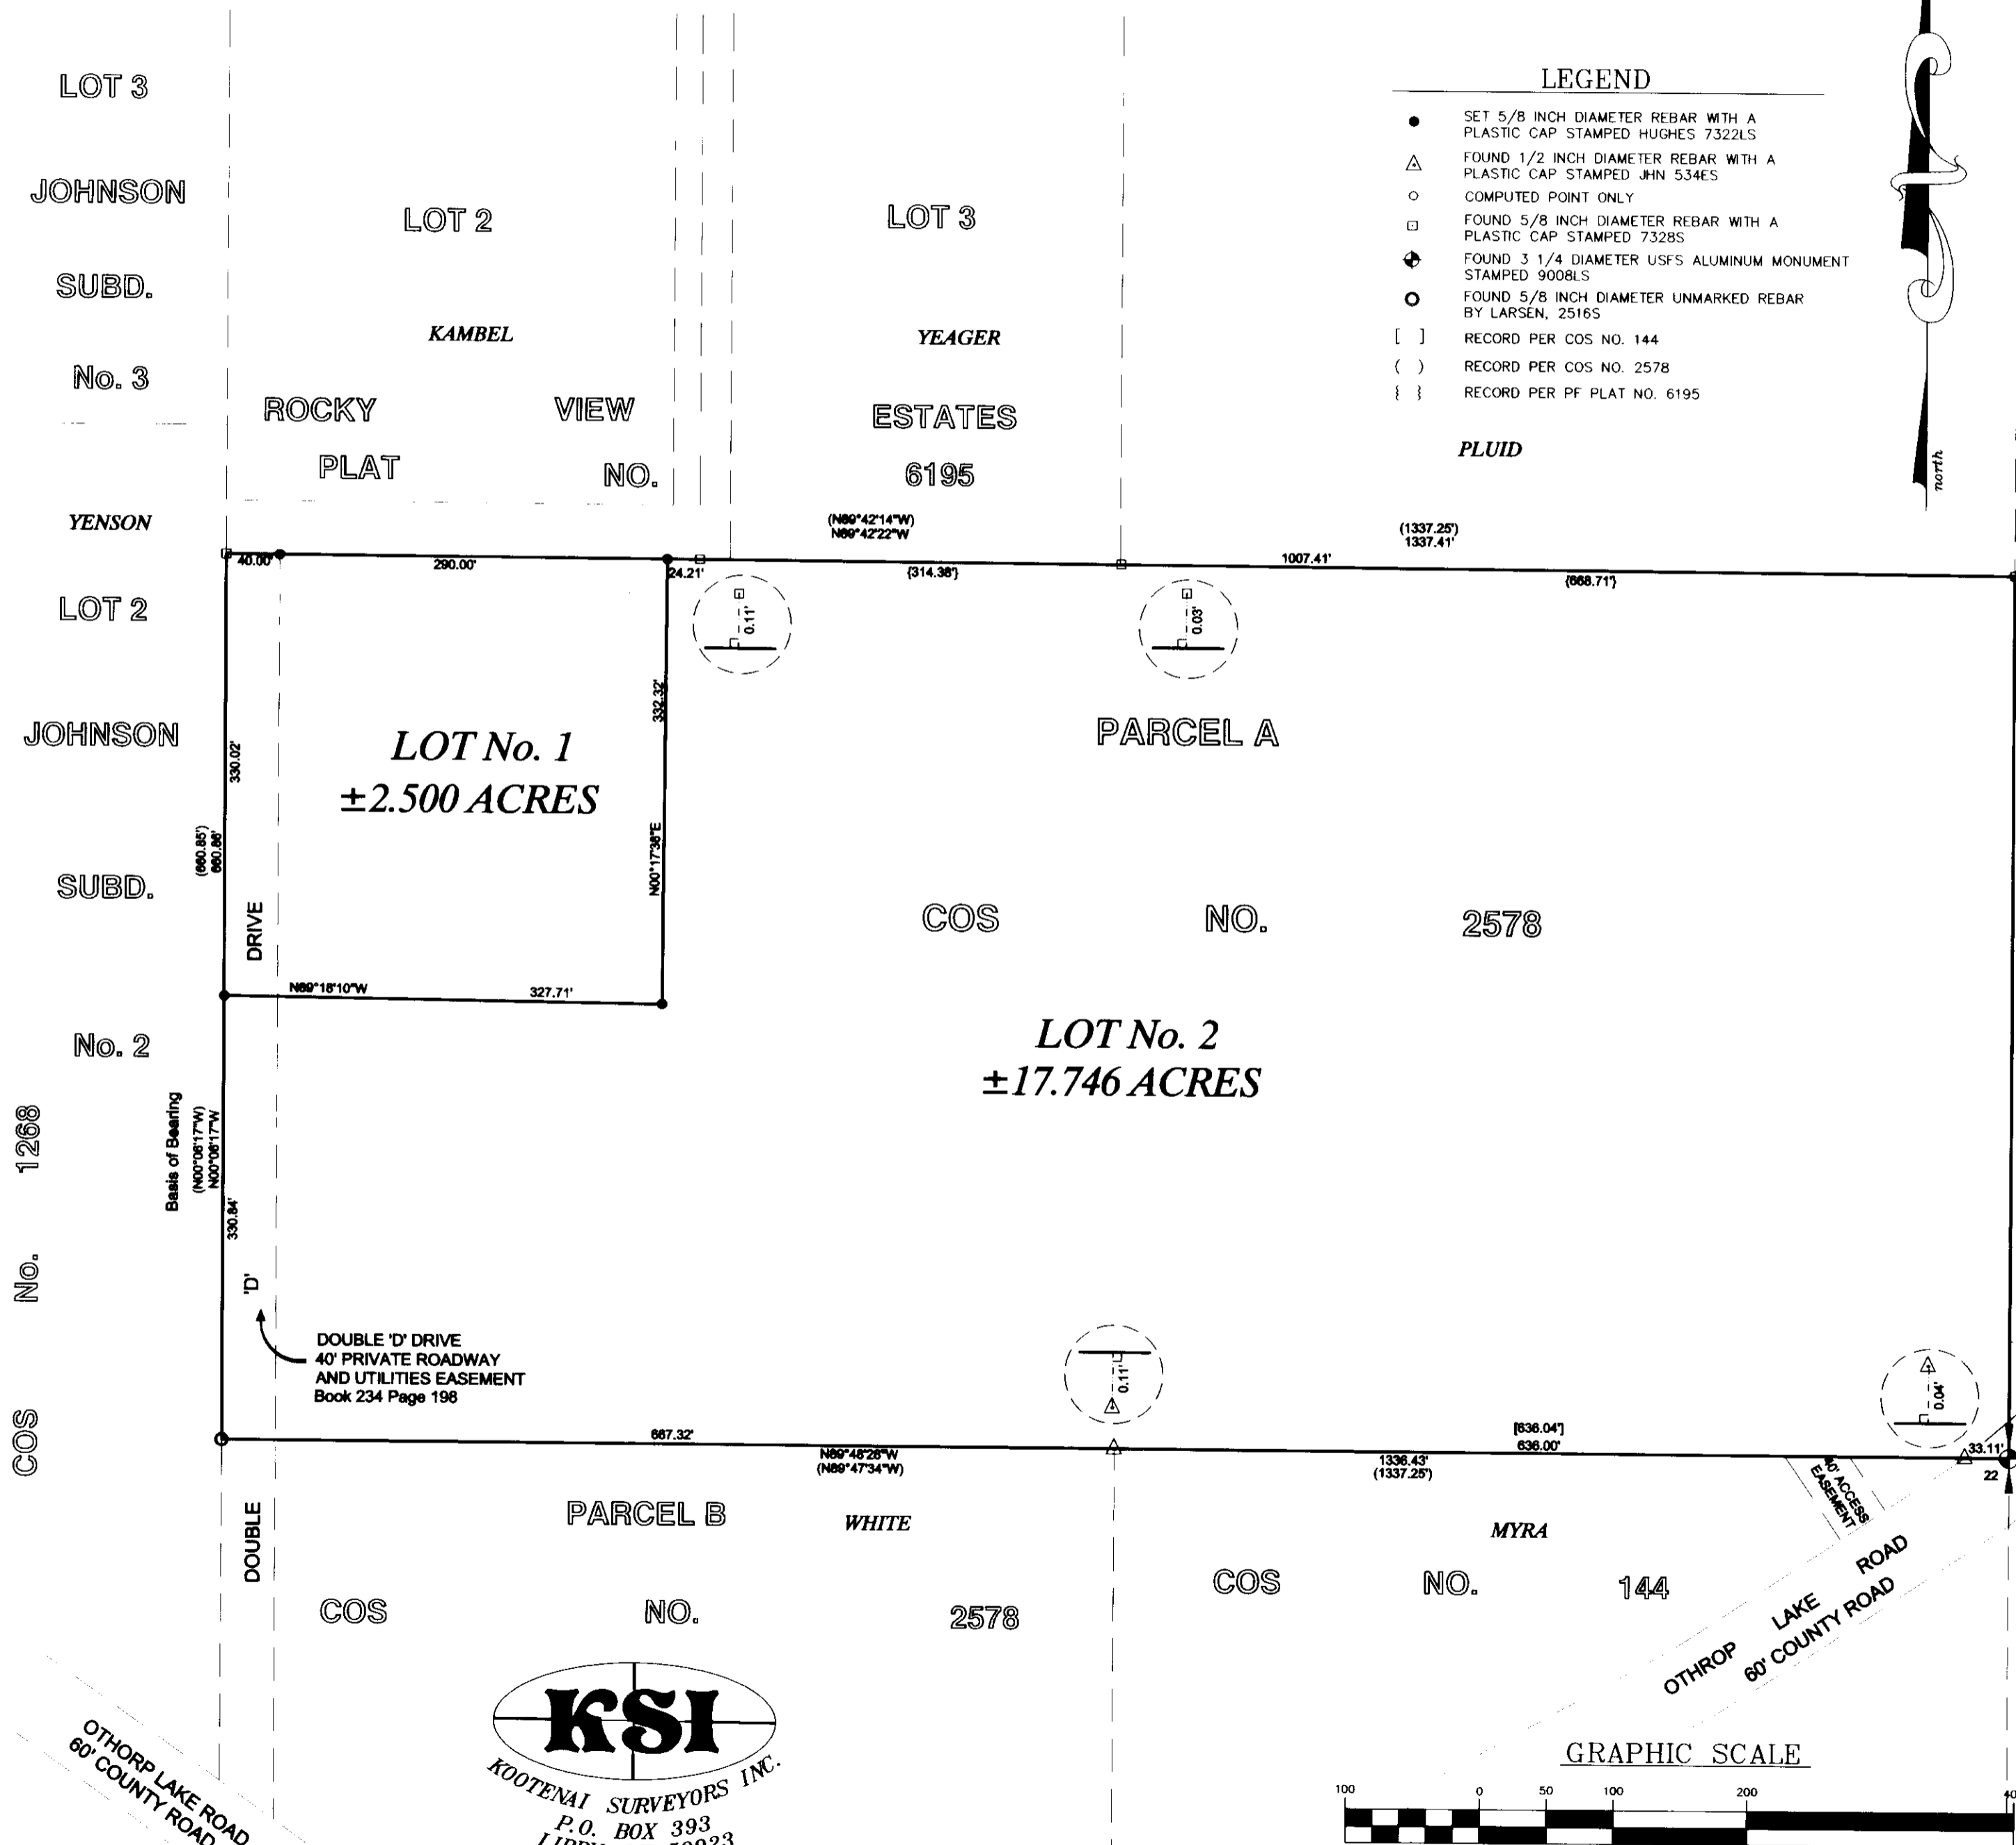 LOT 3
JOHNSON
SUBD.
No. 3
YENSON
LOT 2
JOHNSON
SUBD.
No. 2
COS No. 1268
LOT 2
KAMBEL
LOT 3
YEAGER
ROCKY VIEW ESTATES
PLAT NO. 6195
PLUID
LEGEND
SET 5/8 INCH DIAMETER REBAR WITH A
PLASTIC CAP STAMPED HUGHES 7322LS
FOUND 1/2 INCH DIAMETER REBAR WITH A
PLASTIC CAP STAMPED JHN 534ES
COMPUTED POINT ONLY
FOUND 5/8 INCH DIAMETER REBAR WITH A
PLASTIC CAP STAMPED 7328S
FOUND 3 1/4 DIAMETER USFS ALUMINUM MONUMENT
STAMPED 9008LS
FOUND 5/8 INCH DIAMETER UNMARKED REBAR
BY LARSEN, 2516S
[ ] RECORD PER COS NO. 144
( ) RECORD PER COS NO. 2578
{ } RECORD PER PF PLAT NO. 6195
north
(N89°42'14"W)
N89°42'22"W
(1337.25')
1337.41'
40.00'
290.00'
24.21'
{314.38'}
1007.41'
{668.71'}
0.11'
0.03'
330.02'
332.32'
N00°17'38"E
LOT No. 1
±2.500 ACRES
(660.85')
660.86'
DRIVE
N89°18'10"W
327.71'
PARCEL A
COS NO. 2578
LOT No. 2
±17.746 ACRES
Basis of Bearing
(N00°06'17"W)
N00°06'17"W
330.84'
'D'
DOUBLE 'D' DRIVE
40' PRIVATE ROADWAY
AND UTILITIES EASEMENT
Book 234 Page 198
0.11'
0.04'
667.32'
N89°48'26"W
(N89°47'34"W)
[636.04']
636.00'
1336.43'
(1337.25')
33.11'
22
40' ACCESS
EASEMENT
DOUBLE
PARCEL B
WHITE
MYRA
COS NO. 2578
COS NO. 144
OTHROP LAKE ROAD
60' COUNTY ROAD
OTHORP LAKE ROAD
60' COUNTY ROAD
KSI
KOOTENAI SURVEYORS INC.
P.O. BOX 393
GRAPHIC SCALE
100 0 50 100 200